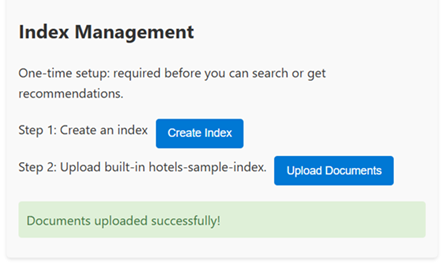 Index Management
One-time setup: required before you can search or get
recommendations.
Step 1: Create an index Create Index
Step 2: Upload built-in hotels-sample-index. Upload Documents
Documents uploaded successfully!